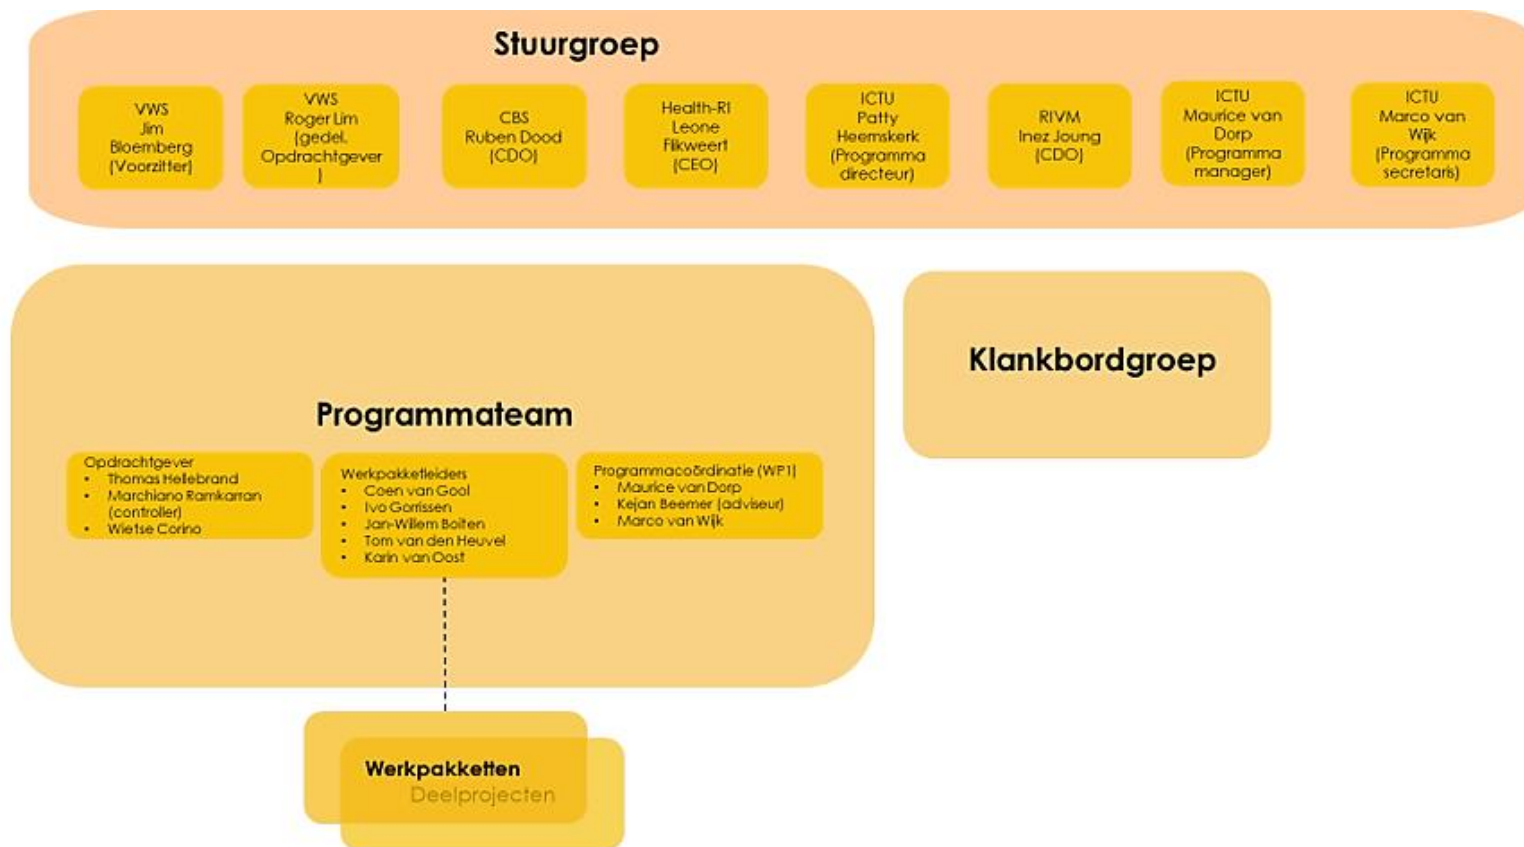 Stuurgroep
VWS
Jim
Bloemberg
(Voorzitter)
VWS
Roger Lim
(gedel.
Opdrachtgever
)
CBS
Ruben Dood
(CDO)
Health-RI
Leone
Flikweert
(CEO)
ICTU
Patty
Heemskerk
(Programma
directeur)
RIVM
Inez Joung
(CDO)
ICTU
Maurice van
Dorp
(Programma
manager)
ICTU
Marco van
Wijk
(Programma
secretaris)
Programmateam
Opdrachtgever
• Thomas Hellebrand
• Marchiano Ramkarran
(controller)
• Wietse Corino
Werkpakketleiders
• Coen van Gool
• Ivo Gorrissen
• Jan-Willem Boiten
• Tom van den Heuvel
• Karin van Oost
Programmacoördinatie (WP1)
• Maurice van Dorp
• Kejan Beemer (adviseur)
• Marco van Wijk
Klankbordgroep
Werkpakketten
Deelprojecten